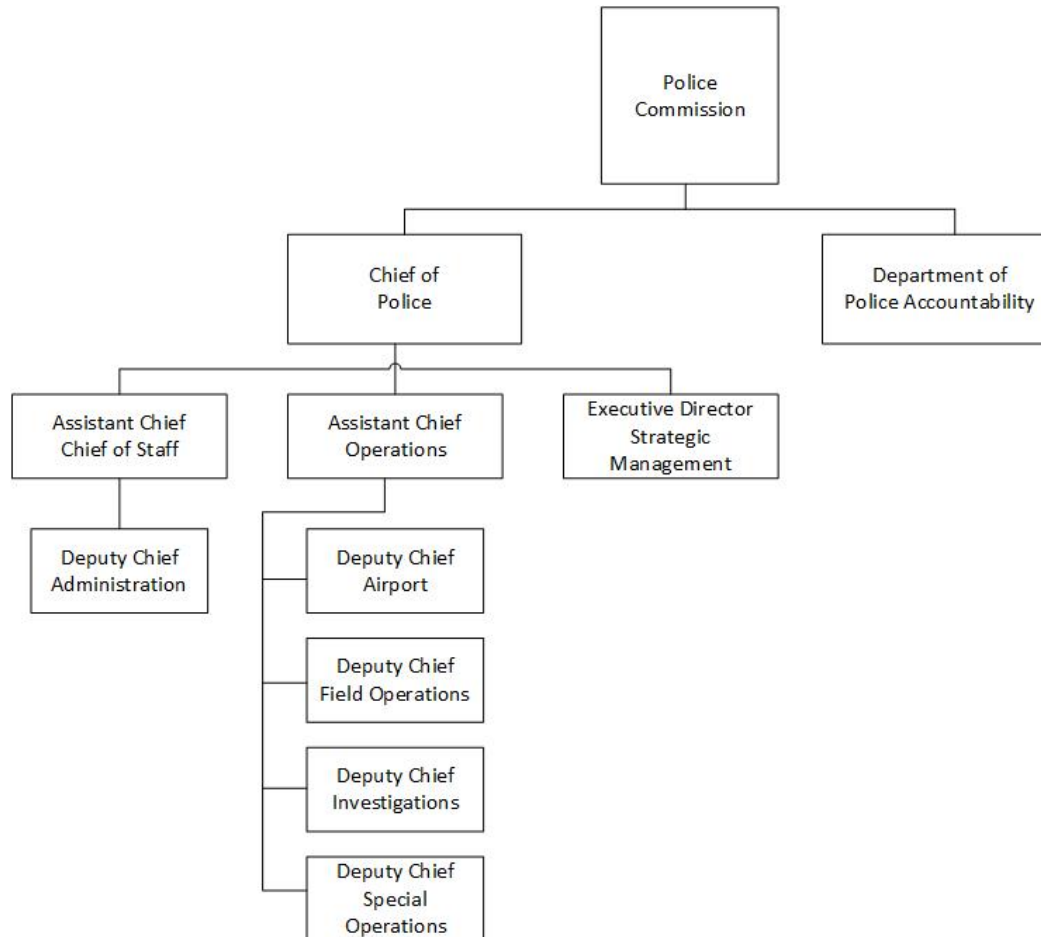 Police
Commission
Chief of
Police
Department of
Police Accountability
Assistant Chief
Chief of Staff
Assistant Chief
Operations
Executive Director
Strategic
Management
Deputy Chief
Administration
Deputy Chief
Airport
Deputy Chief
Field Operations
Deputy Chief
Investigations
Deputy Chief
Special
Operations